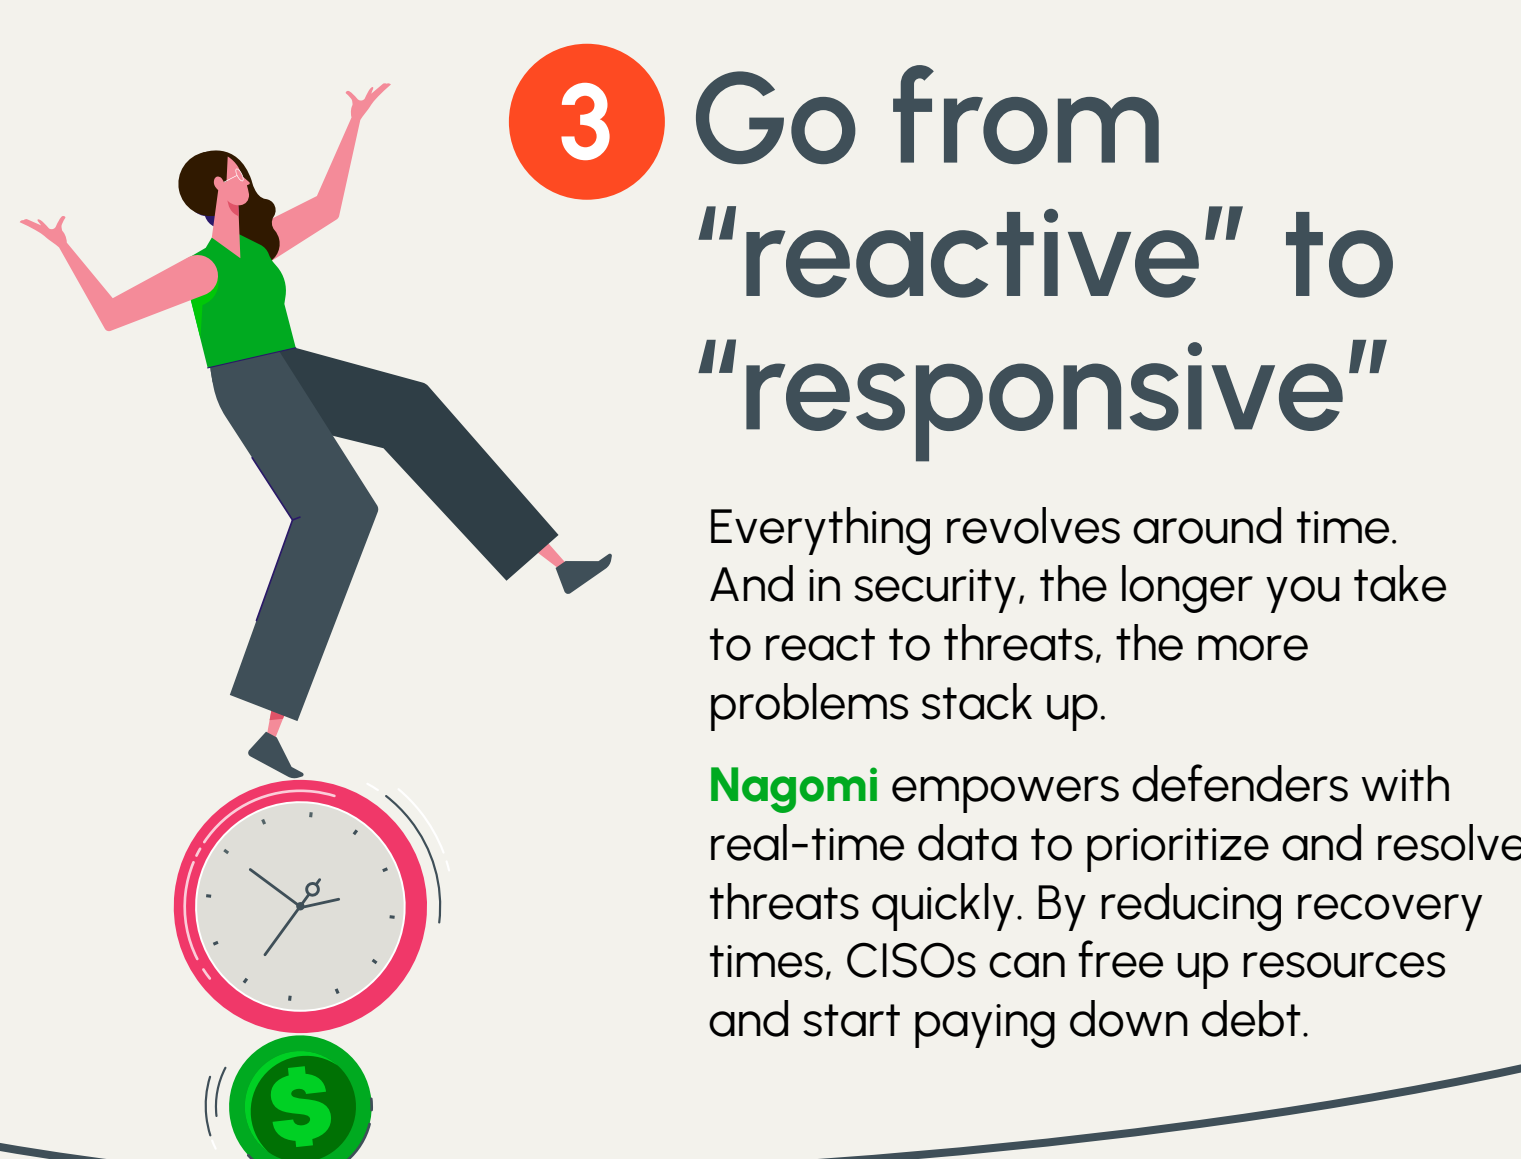 3
Go from
“reactive” to
“responsive”
Everything revolves around time.
And in security, the longer you take
to react to threats, the more
problems stack up.
Nagomi empowers defenders with
real-time data to prioritize and resolve
threats quickly. By reducing recovery
times, CISOs can free up resources
and start paying down debt.
$